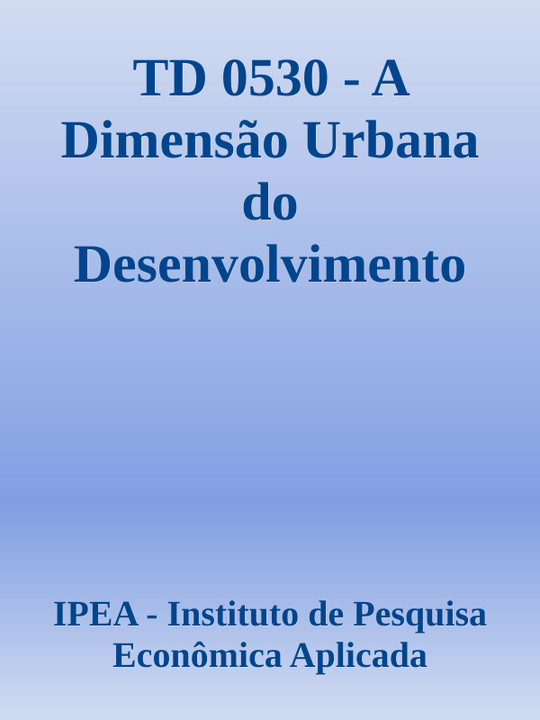 TD 0530 - A
Dimensão Urbana
do
Desenvolvimento
IPEA - Instituto de Pesquisa
Econômica Aplicada